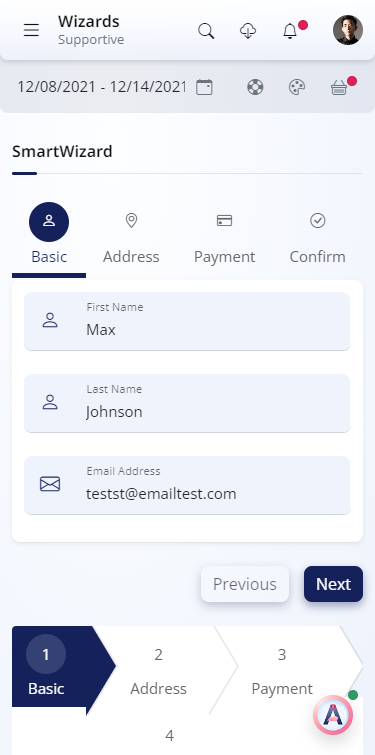 Wizards
Supportive
12/08/2021 - 12/14/2021
SmartWizard
Basic Address Payment Confirm
First Name
Max
Last Name
Johnson
Email Address
testst@emailtest.com
Previous Next
1 2 3
Basic Address Payment
4